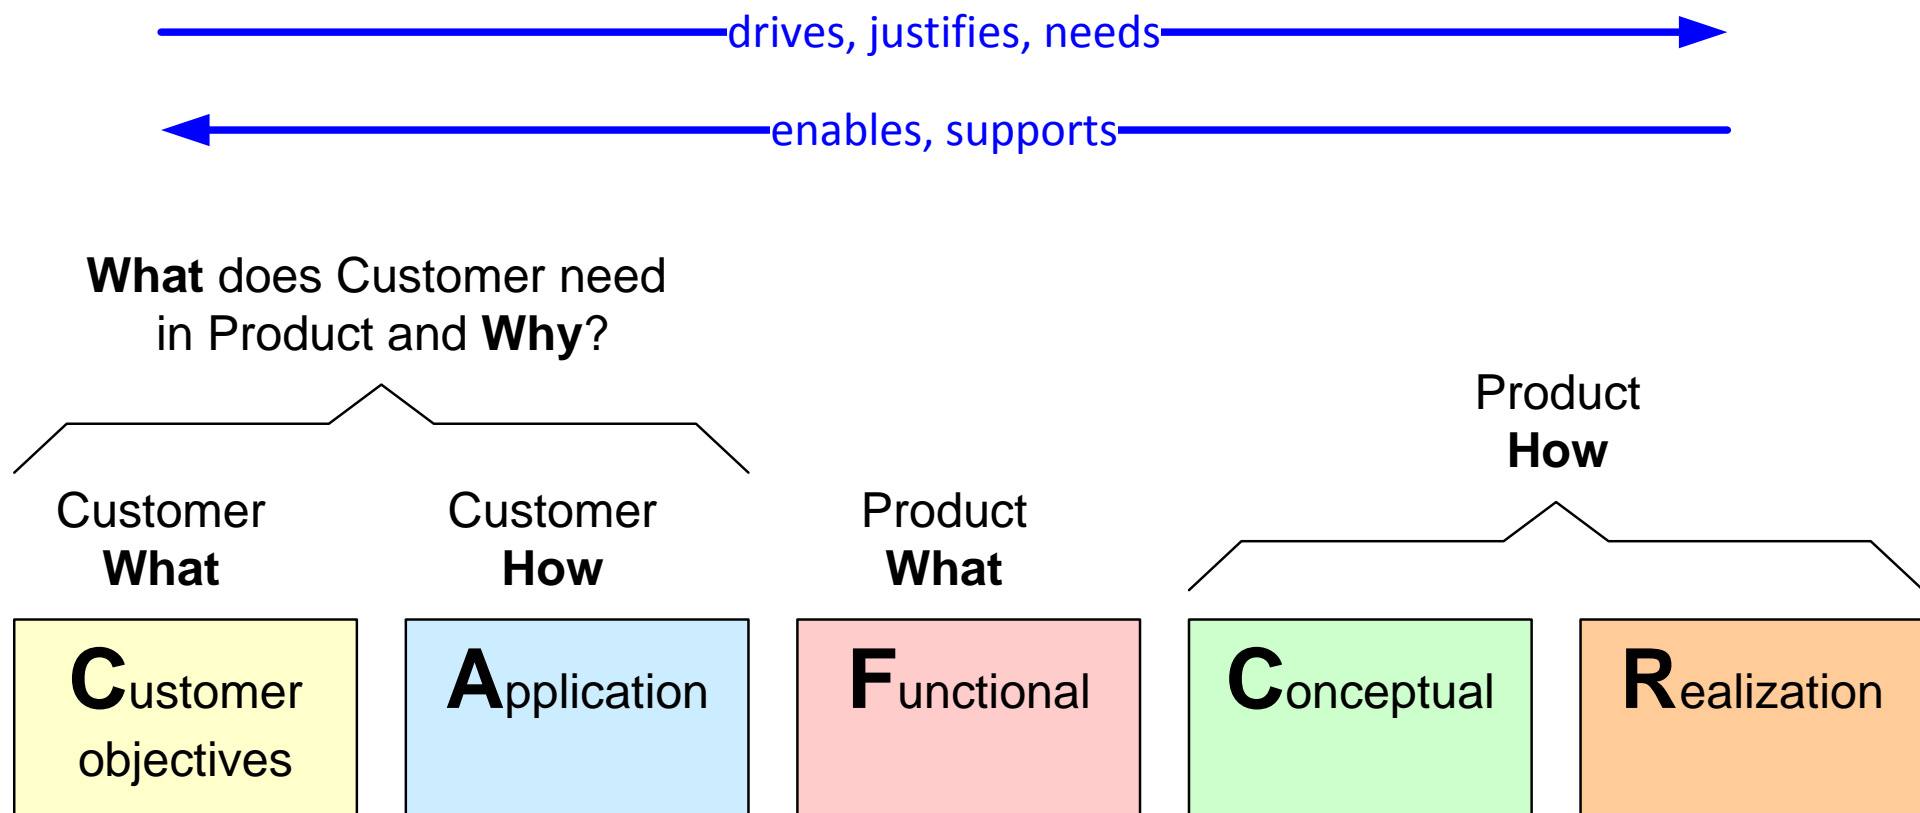 drives, justifies, needs
enables, supports
What does Customer need
in Product and Why?
Product
How
Customer
What
Customer
How
Product
What
Customer
objectives
Application
Functional
Conceptual
Realization